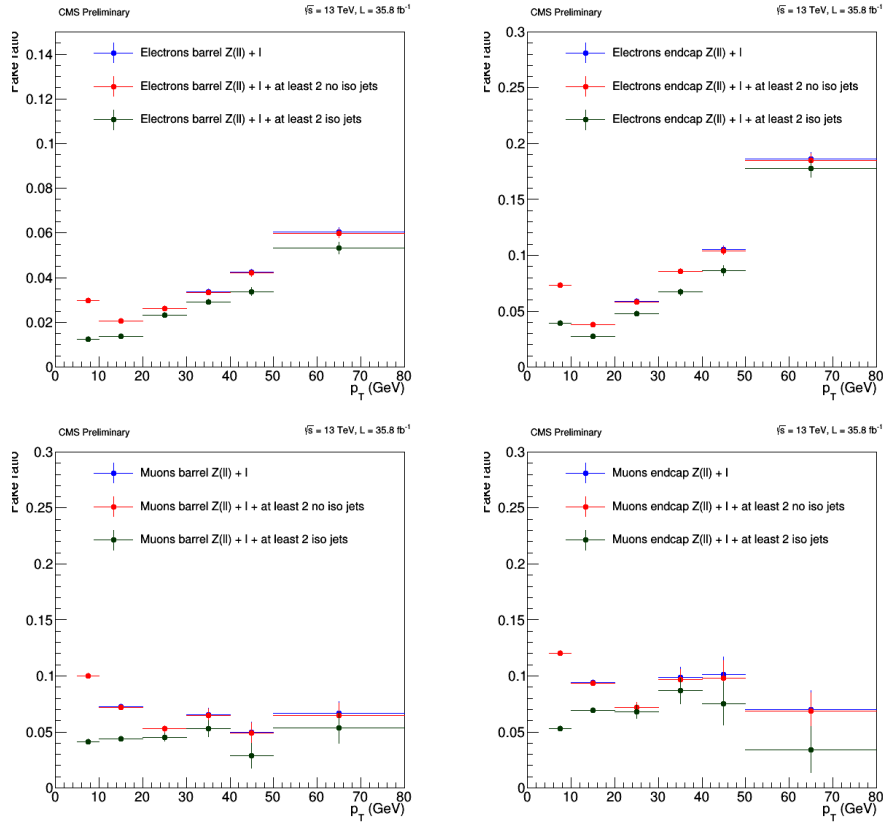 CMS Preliminary
√s = 13 TeV, L = 35.8 fb⁻¹
Fake ratio
Electrons barrel Z(ll) + l
Electrons barrel Z(ll) + l + at least 2 no iso jets
Electrons barrel Z(ll) + l + at least 2 iso jets
0.14
0.12
0.1
0.08
0.06
0.04
0.02
0
0 10 20 30 40 50 60 70 80
p_T (GeV)
CMS Preliminary
√s = 13 TeV, L = 35.8 fb⁻¹
Fake ratio
Electrons endcap Z(ll) + l
Electrons endcap Z(ll) + l + at least 2 no iso jets
Electrons endcap Z(ll) + l + at least 2 iso jets
0.3
0.25
0.2
0.15
0.1
0.05
0
0 10 20 30 40 50 60 70 80
p_T (GeV)
CMS Preliminary
√s = 13 TeV, L = 35.8 fb⁻¹
Fake ratio
Muons barrel Z(ll) + l
Muons barrel Z(ll) + l + at least 2 no iso jets
Muons barrel Z(ll) + l + at least 2 iso jets
0.3
0.25
0.2
0.15
0.1
0.05
0
0 10 20 30 40 50 60 70 80
p_T (GeV)
CMS Preliminary
√s = 13 TeV, L = 35.8 fb⁻¹
Fake ratio
Muons endcap Z(ll) + l
Muons endcap Z(ll) + l + at least 2 no iso jets
Muons endcap Z(ll) + l + at least 2 iso jets
0.3
0.25
0.2
0.15
0.1
0.05
0
0 10 20 30 40 50 60 70 80
p_T (GeV)